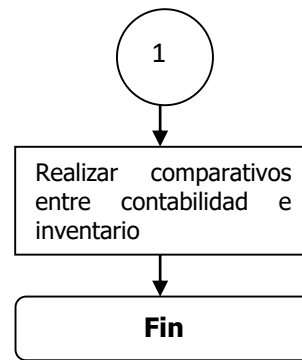 1
Realizar comparativos
entre contabilidad e
inventario
Fin